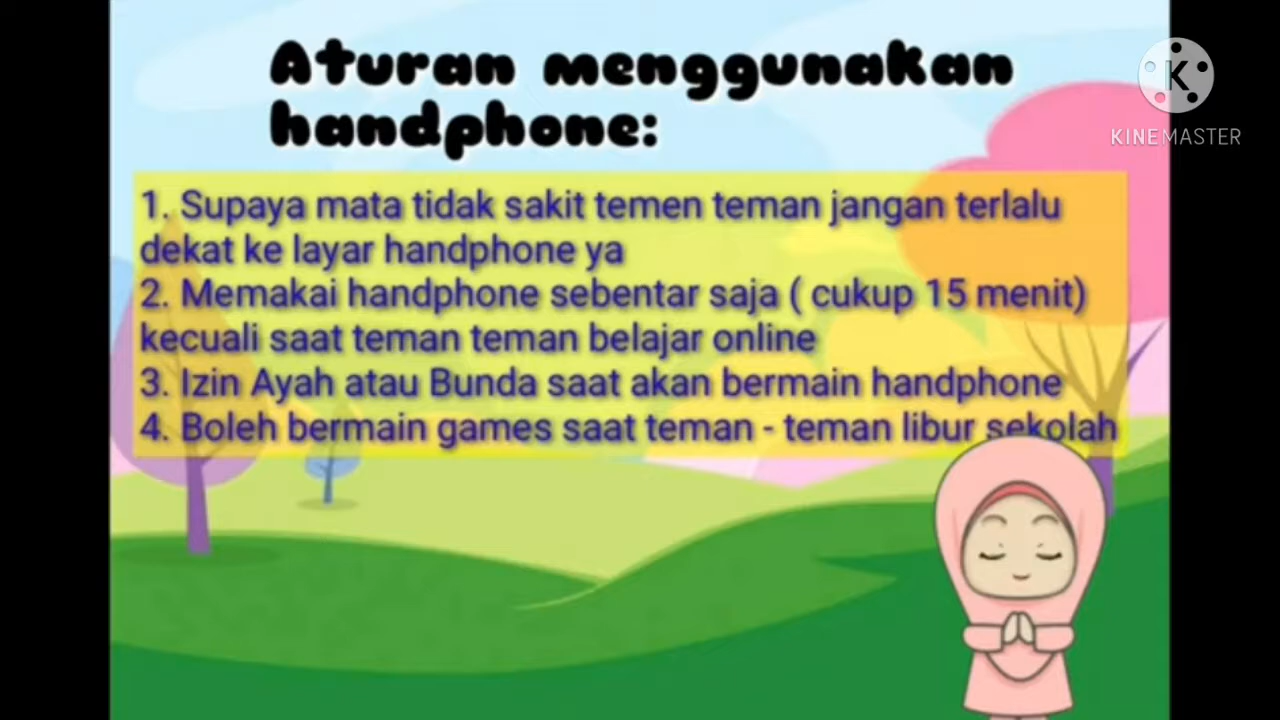 Aturan menggunakan
handphone:
KINEMASTER
1. Supaya mata tidak sakit temen teman jangan terlalu
dekat ke layar handphone ya
2. Memakai handphone sebentar saja ( cukup 15 menit)
kecuali saat teman teman belajar online
3. Izin Ayah atau Bunda saat akan bermain handphone
4. Boleh bermain games saat teman - teman libur sekolah